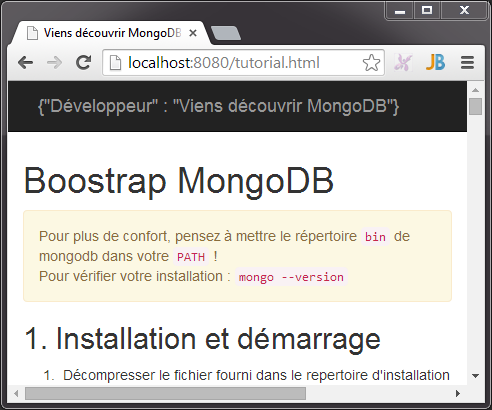 Viens découvrir MongoDB
localhost:8080/tutorial.html
JB
{"Développeur" : "Viens découvrir MongoDB"}
Boostrap MongoDB
Pour plus de confort, pensez à mettre le répertoire bin de
mongodb dans votre PATH !
Pour vérifier votre installation : mongo --version
1. Installation et démarrage
1. Décompresser le fichier fourni dans le repertoire d'installation